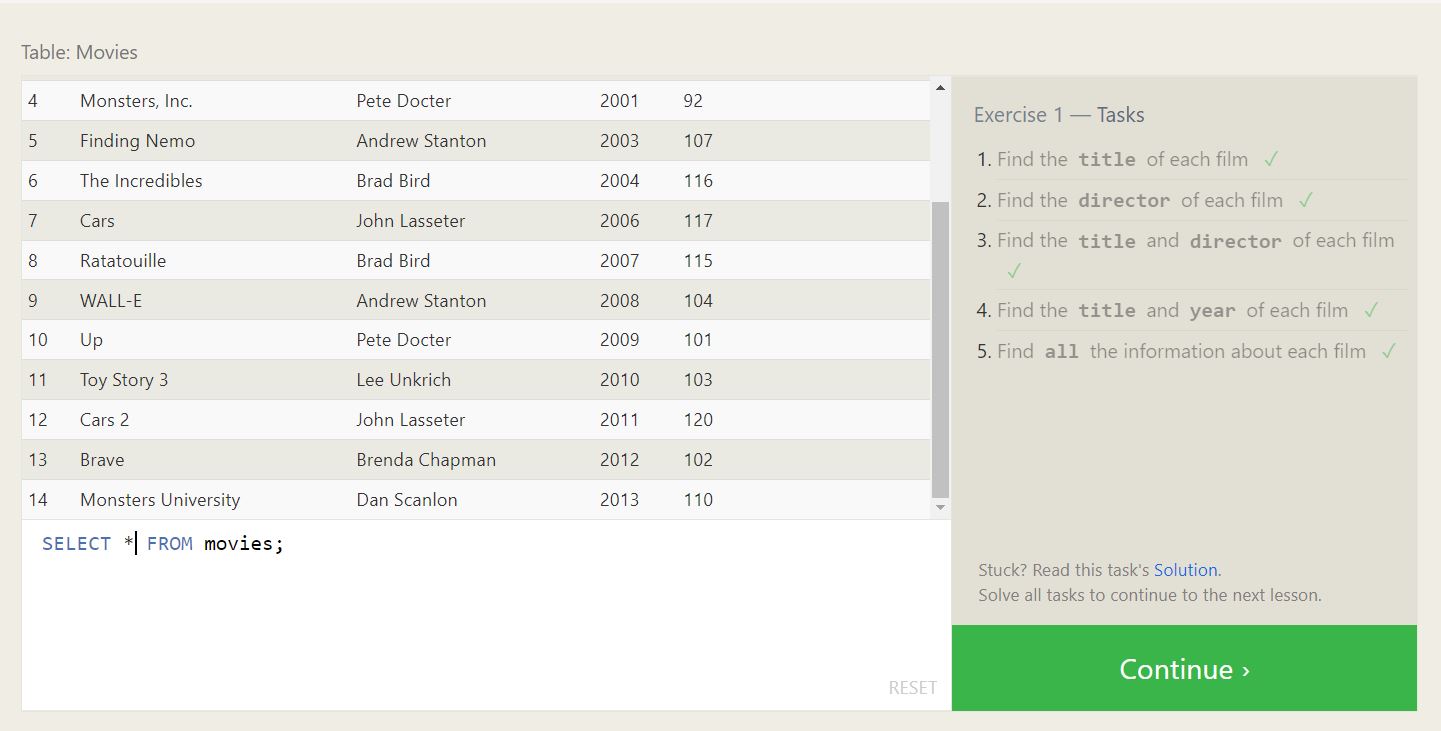 Table: Movies
4 Monsters, Inc. Pete Docter 2001 92
5 Finding Nemo Andrew Stanton 2003 107
6 The Incredibles Brad Bird 2004 116
7 Cars John Lasseter 2006 117
8 Ratatouille Brad Bird 2007 115
9 WALL-E Andrew Stanton 2008 104
10 Up Pete Docter 2009 101
11 Toy Story 3 Lee Unkrich 2010 103
12 Cars 2 John Lasseter 2011 120
13 Brave Brenda Chapman 2012 102
14 Monsters University Dan Scanlon 2013 110
SELECT * FROM movies;
RESET
Exercise 1 — Tasks
1. Find the title of each film ✓
2. Find the director of each film ✓
3. Find the title and director of each film
✓
4. Find the title and year of each film ✓
5. Find all the information about each film ✓
Stuck? Read this task's Solution.
Solve all tasks to continue to the next lesson.
Continue ›